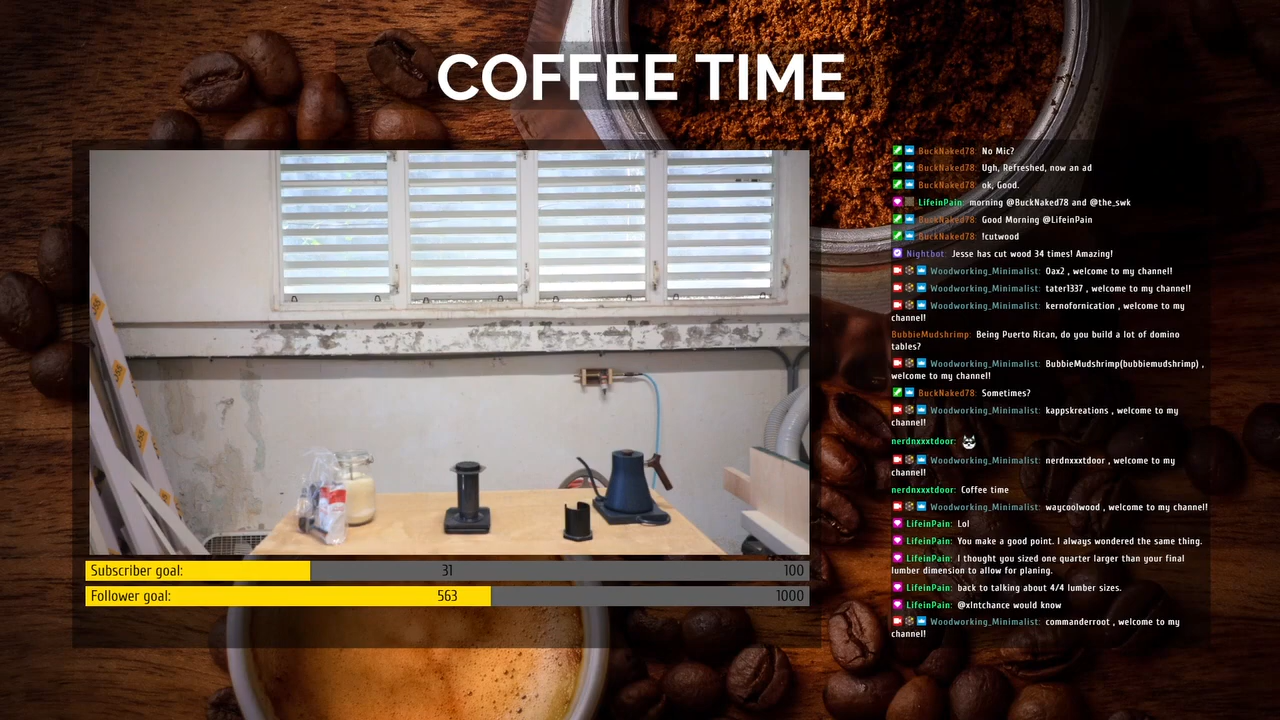 COFFEE TIME
BuckNaked78: No Mic?
BuckNaked78: Ugh, Refreshed, now an ad
BuckNaked78: ok, Good.
LifeinPain: morning @BuckNaked78 and @the_swk
BuckNaked78: Good Morning @LifeinPain
BuckNaked78: !cutwood
Nightbot: Jesse has cut wood 34 times! Amazing!
Woodworking_Minimalist: 0ax2 , welcome to my channel!
Woodworking_Minimalist: tater1337 , welcome to my channel!
Woodworking_Minimalist: kernofornication , welcome to my
channel!
BubbieMudshrimp: Being Puerto Rican, do you build a lot of domino
tables?
Woodworking_Minimalist: BubbieMudshrimp(bubbiemudshrimp) ,
welcome to my channel!
BuckNaked78: Sometimes?
Woodworking_Minimalist: kappskreations , welcome to my
channel!
nerdnxxxtdoor:
Woodworking_Minimalist: nerdnxxxtdoor , welcome to my
channel!
nerdnxxxtdoor: Coffee time
Woodworking_Minimalist: waycoolwood , welcome to my channel!
LifeinPain: Lol
LifeinPain: You make a good point. I always wondered the same thing.
LifeinPain: I thought you sized one quarter larger than your final
lumber dimension to allow for planing.
LifeinPain: back to talking about 4/4 lumber sizes.
LifeinPain: @xlntchance would know
Woodworking_Minimalist: commanderroot , welcome to my
channel!
Subscriber goal: 31 100
Follower goal: 563 1000